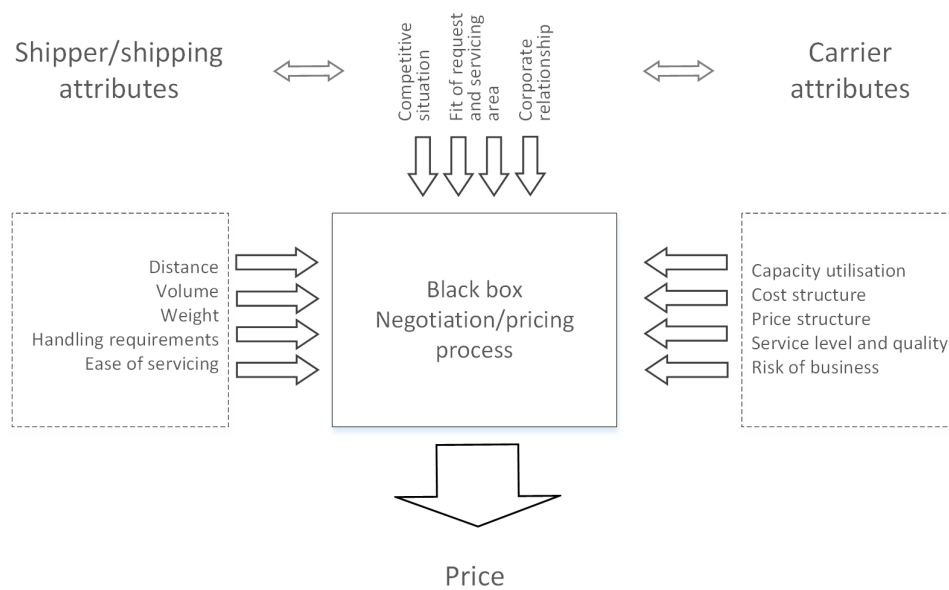 Shipper/shipping
attributes
Competitive
situation
Fit of request
and servicing
area
Corporate
relationship
Carrier
attributes
Distance
Volume
Weight
Handling requirements
Ease of servicing
Black box
Negotiation/pricing
process
Capacity utilisation
Cost structure
Price structure
Service level and quality
Risk of business
Price